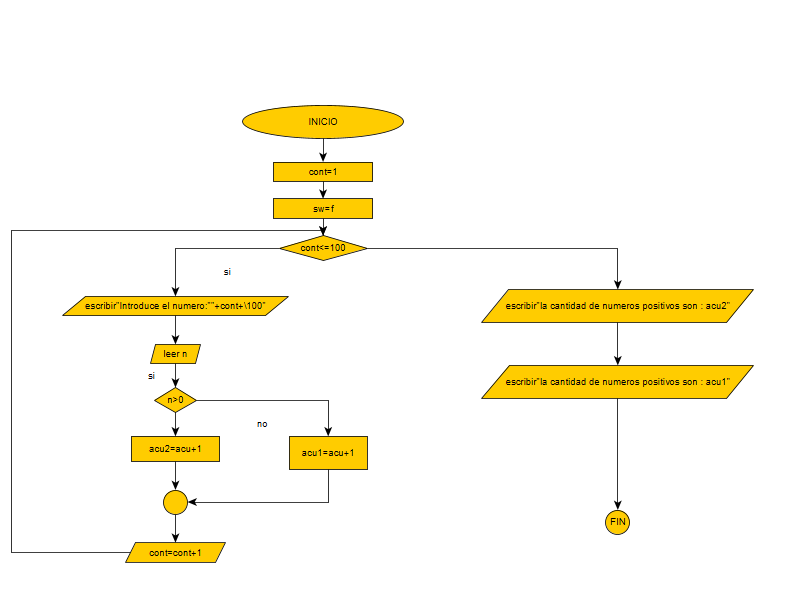 INICIO
cont=1
sw=f
cont<=100
si
escribir"Introduce el numero:""+cont+\100"
leer n
si
n>0
no
acu2=acu+1
acu1=acu+1
cont=cont+1
escribir"la cantidad de numeros positivos son : acu2"
escribir"la cantidad de numeros positivos son : acu1"
FIN